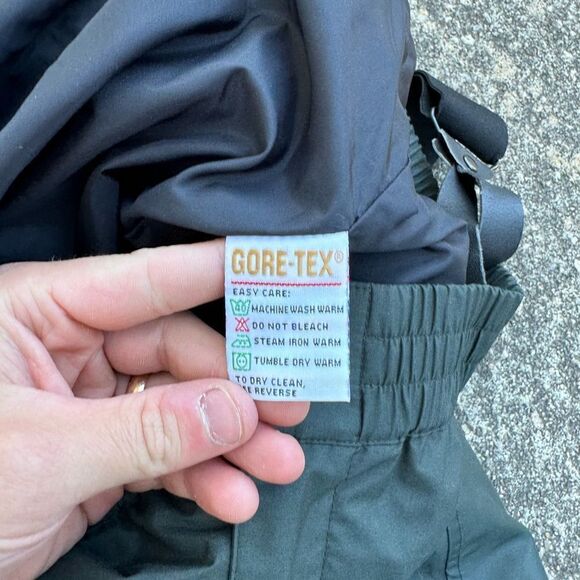 GORE-TEX®
EASY CARE:
40 MACHINE WASH WARM
DO NOT BLEACH
STEAM IRON WARM
TUMBLE DRY WARM
TO DRY CLEAN,
REVERSE